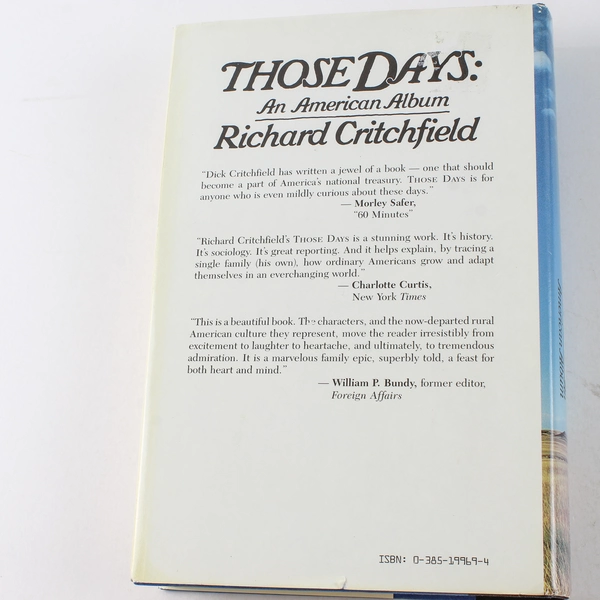 THOSE DAYS:
An American Album
Richard Critchfield
"Dick Critchfield has written a jewel of a book — one that should
become a part of America's national treasury. THOSE DAYS is for
anyone who is even mildly curious about these days."
— Morley Safer,
"60 Minutes"
"Richard Critchfield's THOSE DAYS is a stunning work. It's history.
It's sociology. It's great reporting. And it helps explain, by tracing a
single family (his own), how ordinary Americans grow and adapt
themselves in an everchanging world."
— Charlotte Curtis,
New York Times
"This is a beautiful book. The characters, and the now-departed rural
American culture they represent, move the reader irresistibly from
excitement to laughter to heartache, and ultimately, to tremendous
admiration. It is a marvelous family epic, superbly told, a feast for
both heart and mind."
— William P. Bundy, former editor,
Foreign Affairs
ISBN: 0-385-19969-4